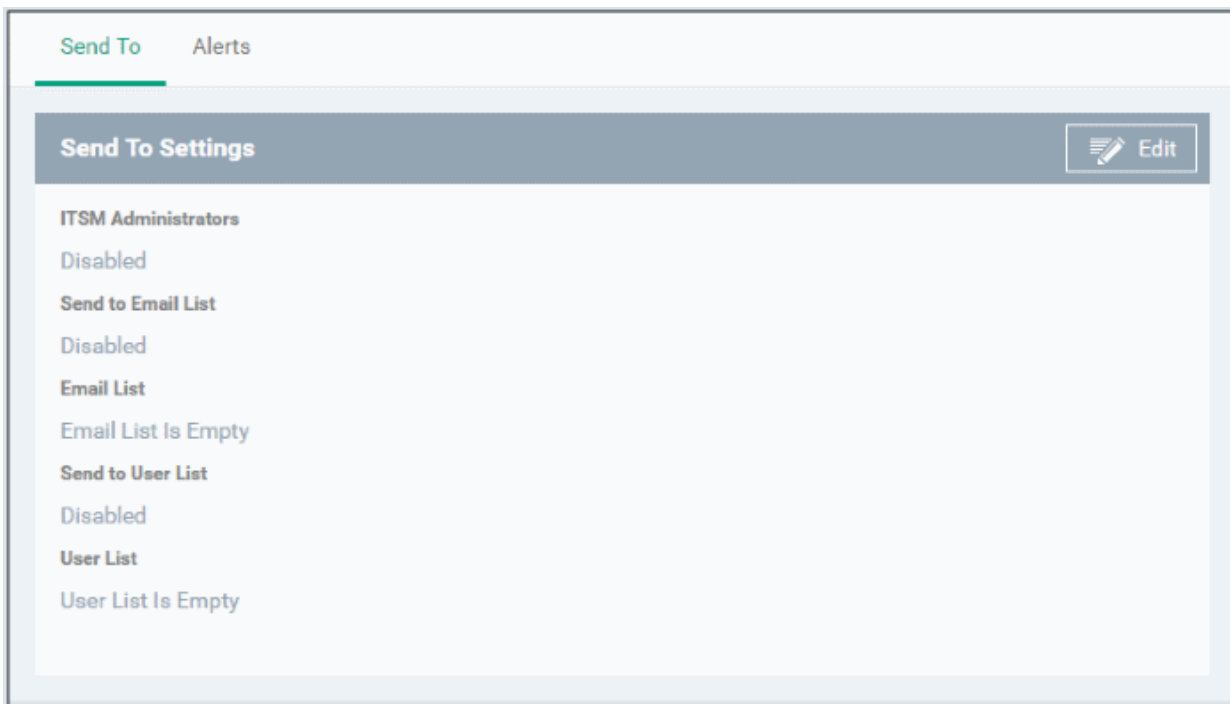 Send To Alerts
Send To Settings Edit
ITSM Administrators
Disabled
Send to Email List
Disabled
Email List
Email List Is Empty
Send to User List
Disabled
User List
User List Is Empty